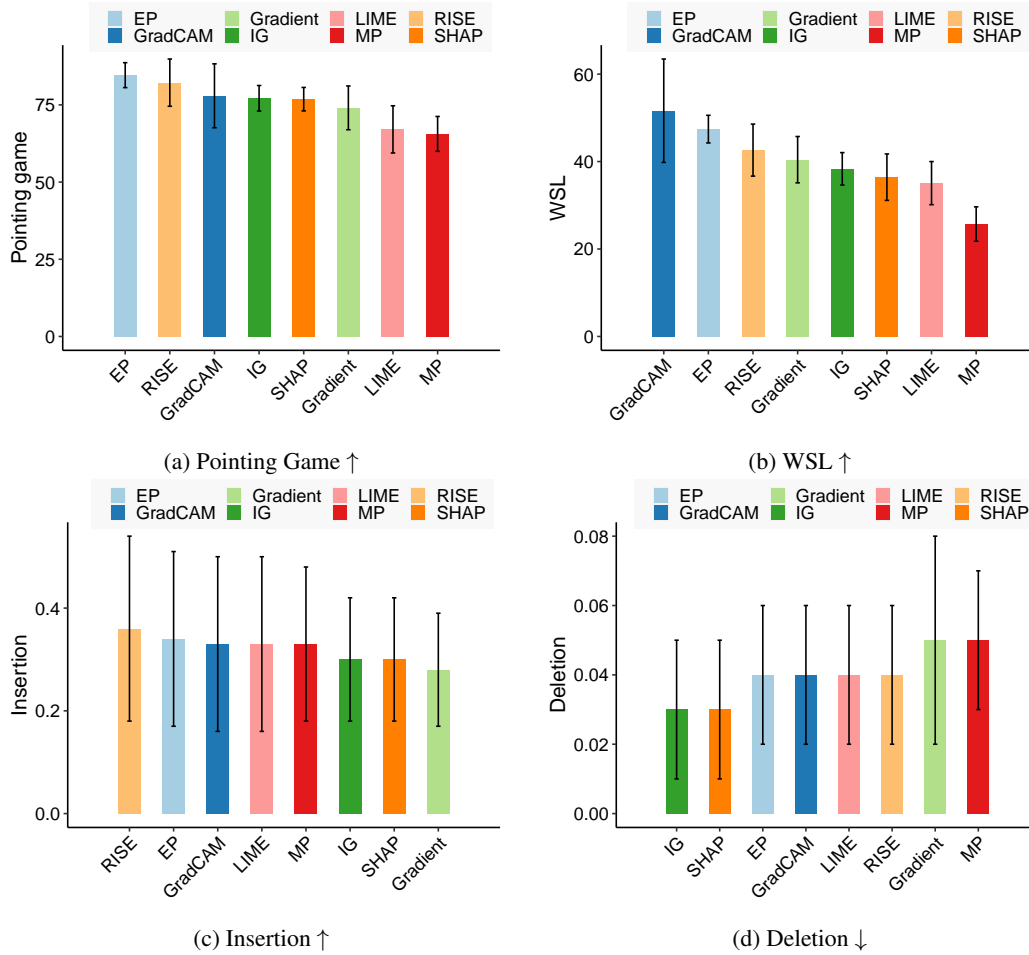 EP Gradient LIME RISE
GradCAM IG MP SHAP
Pointing game
75
50
25
0
EP RISE GradCAM IG SHAP Gradient LIME MP
(a) Pointing Game ↑
EP Gradient LIME RISE
GradCAM IG MP SHAP
WSL
60
40
20
0
GradCAM EP RISE Gradient IG SHAP LIME MP
(b) WSL ↑
EP Gradient LIME RISE
GradCAM IG MP SHAP
Insertion
0.4
0.2
0.0
RISE EP GradCAM LIME MP IG SHAP Gradient
(c) Insertion ↑
EP Gradient LIME RISE
GradCAM IG MP SHAP
Deletion
0.08
0.06
0.04
0.02
0.00
IG SHAP EP GradCAM LIME RISE Gradient MP
(d) Deletion ↓